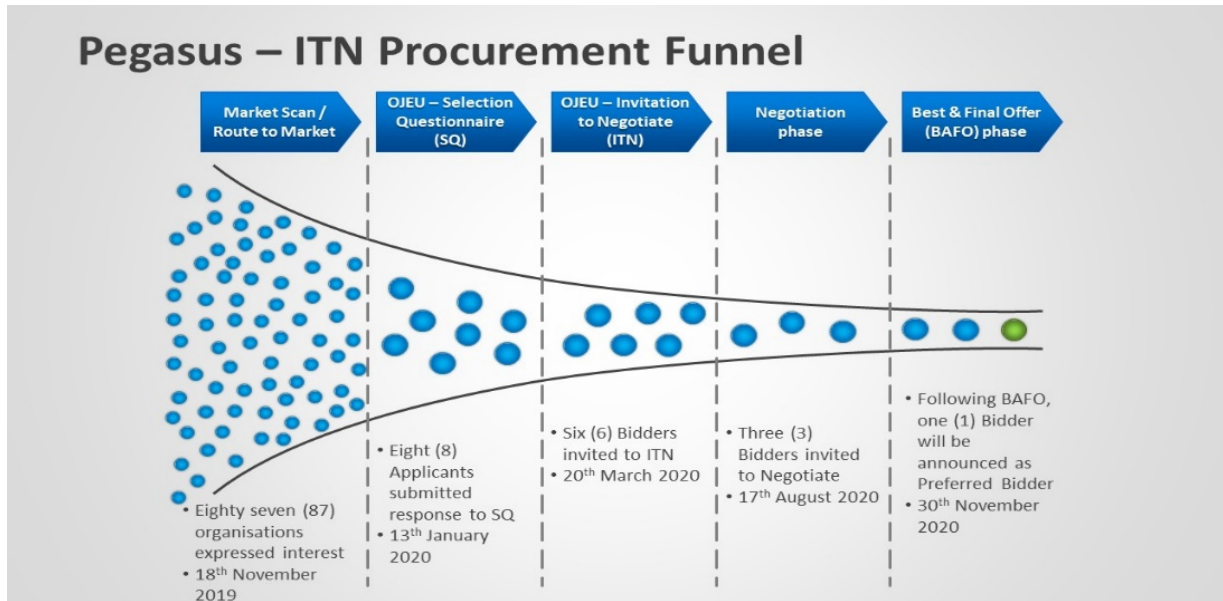 Pegasus – ITN Procurement Funnel
Market Scan /
Route to Market
OJEU – Selection
Questionnaire
(SQ)
OJEU – Invitation
to Negotiate
(ITN)
Negotiation
phase
Best & Final Offer
(BAFO) phase
• Eighty seven (87)
organisations
expressed interest
• 18th November
2019
• Eight (8)
Applicants
submitted
response to SQ
• 13th January
2020
• Six (6) Bidders
invited to ITN
• 20th March 2020
• Three (3)
Bidders invited
to Negotiate
• 17th August 2020
• Following BAFO,
one (1) Bidder
will be
announced as
Preferred Bidder
• 30th November
2020